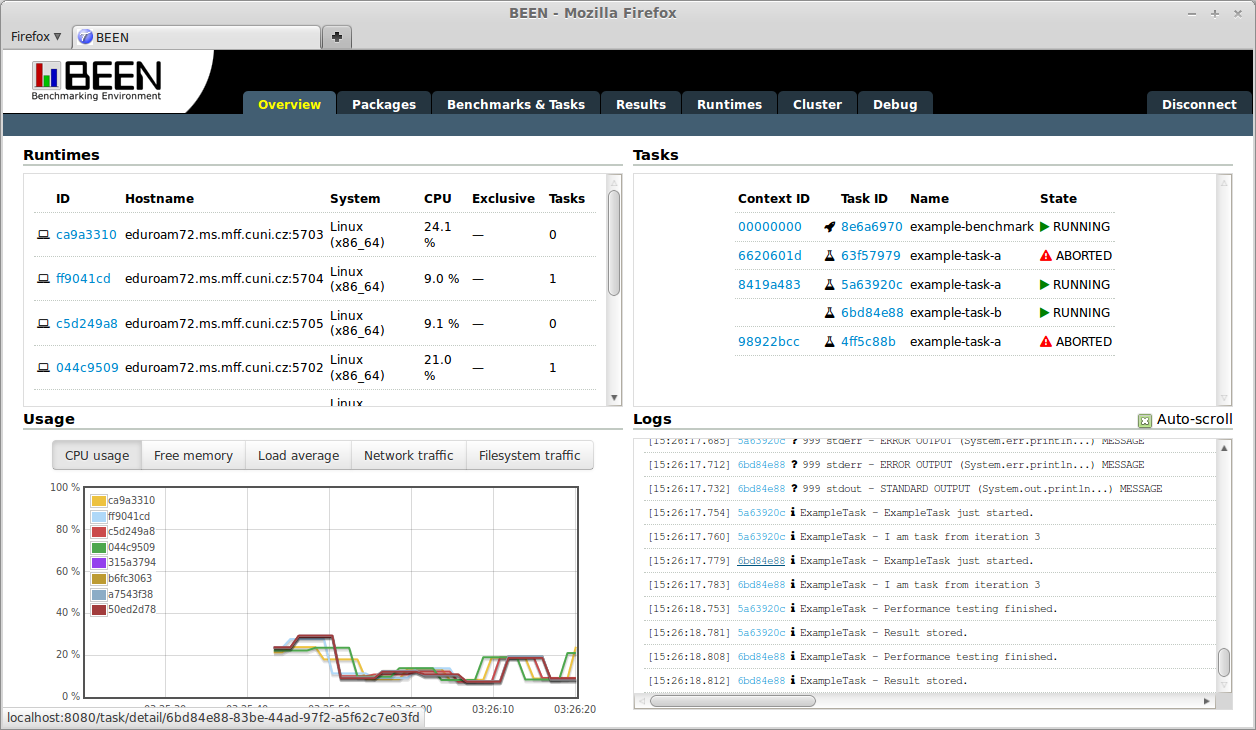 BEEN - Mozilla Firefox
Firefox
BEEN
BEEN
Benchmarking Environment
Overview Packages Benchmarks & Tasks Results Runtimes Cluster Debug Disconnect
Runtimes
ID Hostname System CPU Exclusive Tasks
ca9a3310 eduroam72.ms.mff.cuni.cz:5703 Linux (x86_64) 24.1 % — 0
ff9041cd eduroam72.ms.mff.cuni.cz:5704 Linux (x86_64) 9.0 % — 1
c5d249a8 eduroam72.ms.mff.cuni.cz:5705 Linux (x86_64) 9.1 % — 0
044c9509 eduroam72.ms.mff.cuni.cz:5702 Linux (x86_64) 21.0 % — 1
Linux
Tasks
Context ID Task ID Name State
00000000 8e6a6970 example-benchmark RUNNING
6620601d 63f57979 example-task-a ABORTED
8419a483 5a63920c example-task-a RUNNING
6bd84e88 example-task-b RUNNING
98922bcc 4ff5c88b example-task-a ABORTED
Usage
CPU usage Free memory Load average Network traffic Filesystem traffic
100 %
80 %
60 %
40 %
20 %
0 %
ca9a3310
ff9041cd
c5d249a8
044c9509
315a3794
b6fc3063
a7543f38
50ed2d78
03:25:30 03:25:40 03:25:50 03:26:00 03:26:10 03:26:20
Logs
Auto-scroll
[15:26:17.685] 5a63920c ? 999 stderr - ERROR OUTPUT (System.err.println...) MESSAGE
[15:26:17.712] 6bd84e88 ? 999 stderr - ERROR OUTPUT (System.err.println...) MESSAGE
[15:26:17.732] 6bd84e88 ? 999 stdout - STANDARD OUTPUT (System.out.println...) MESSAGE
[15:26:17.754] 5a63920c i ExampleTask - ExampleTask just started.
[15:26:17.760] 5a63920c i ExampleTask - I am task from iteration 3
[15:26:17.779] 6bd84e88 i ExampleTask - ExampleTask just started.
[15:26:17.783] 6bd84e88 i ExampleTask - I am task from iteration 3
[15:26:18.753] 5a63920c i ExampleTask - Performance testing finished.
[15:26:18.781] 5a63920c i ExampleTask - Result stored.
[15:26:18.808] 6bd84e88 i ExampleTask - Performance testing finished.
[15:26:18.812] 6bd84e88 i ExampleTask - Result stored.
localhost:8080/task/detail/6bd84e88-83be-44ad-97f2-a5f62c7e03fd